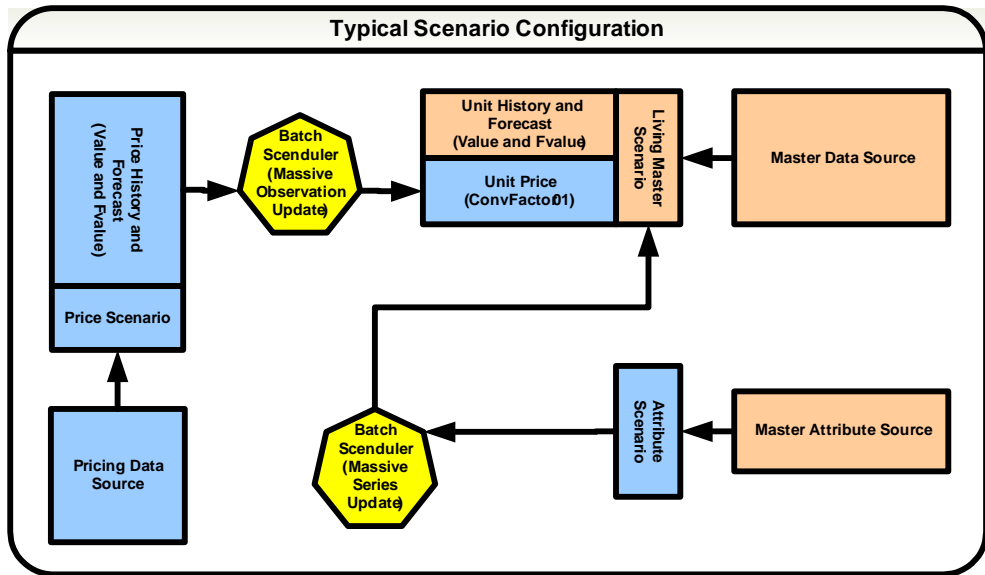 Typical Scenario Configuration
Price History and
Forecast
(Value and Fvalue)
Price Scenario
Pricing Data
Source
Batch
Scenduler
(Massive
Observation
Update)
Unit History and
Forecast
(Value and Fvalue)
Unit Price
(ConvFactor01)
Living Master
Scenario
Master Data Source
Batch
Scenduler
(Massive
Series
Update)
Attribute
Scenario
Master Attribute Source